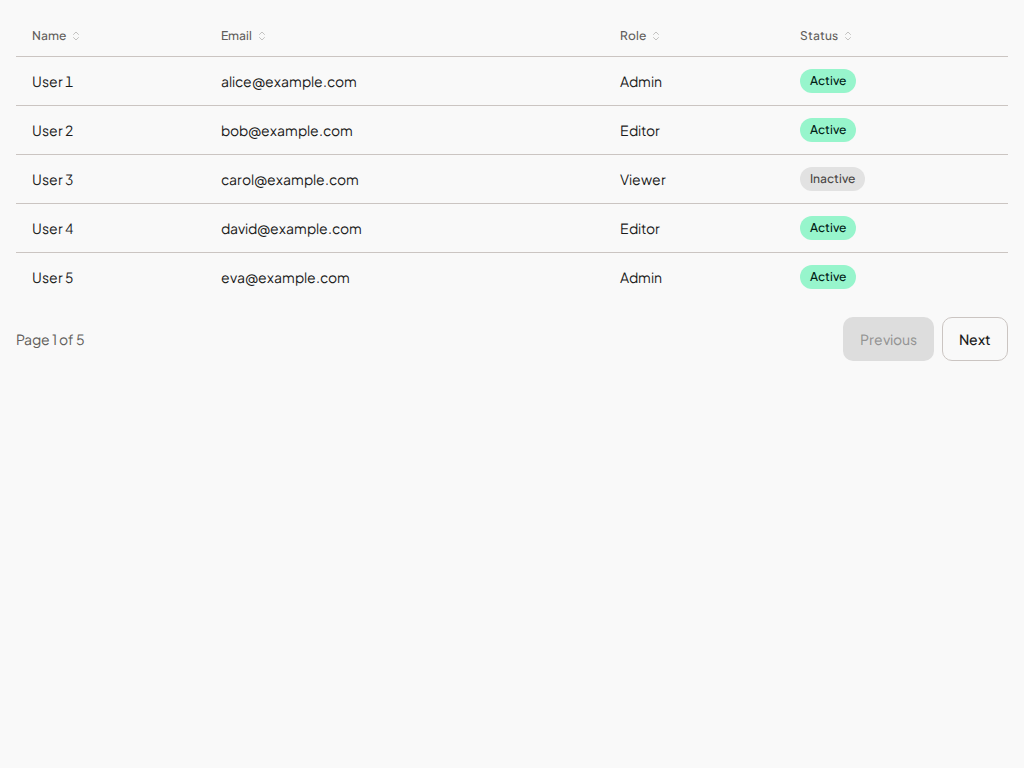 Name Email Role Status
User 1 alice@example.com Admin Active
User 2 bob@example.com Editor Active
User 3 carol@example.com Viewer Inactive
User 4 david@example.com Editor Active
User 5 eva@example.com Admin Active
Page 1 of 5 Previous Next